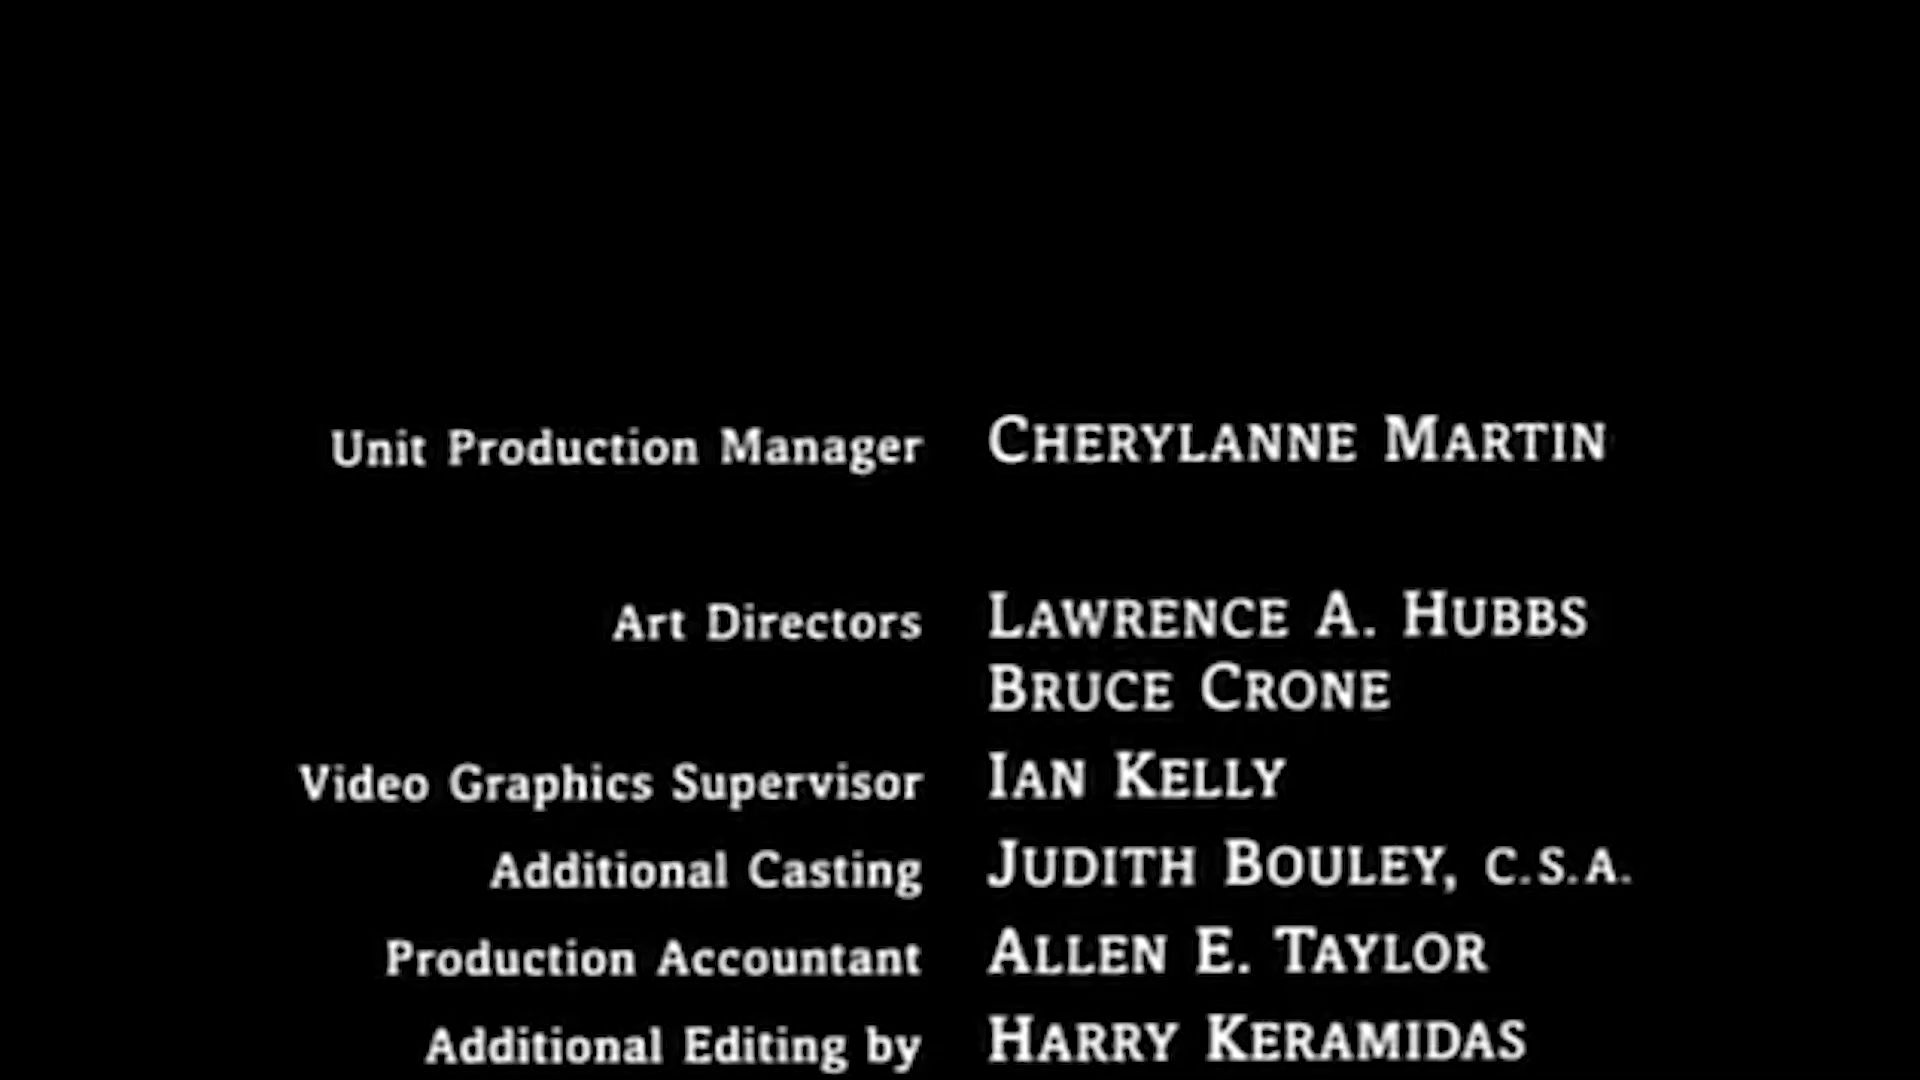 Unit Production Manager CHERYLANNE MARTIN
Art Directors LAWRENCE A. HUBBS
BRUCE CRONE
Video Graphics Supervisor IAN KELLY
Additional Casting JUDITH BOULEY, C.S.A.
Production Accountant ALLEN E. TAYLOR
Additional Editing by HARRY KERAMIDAS